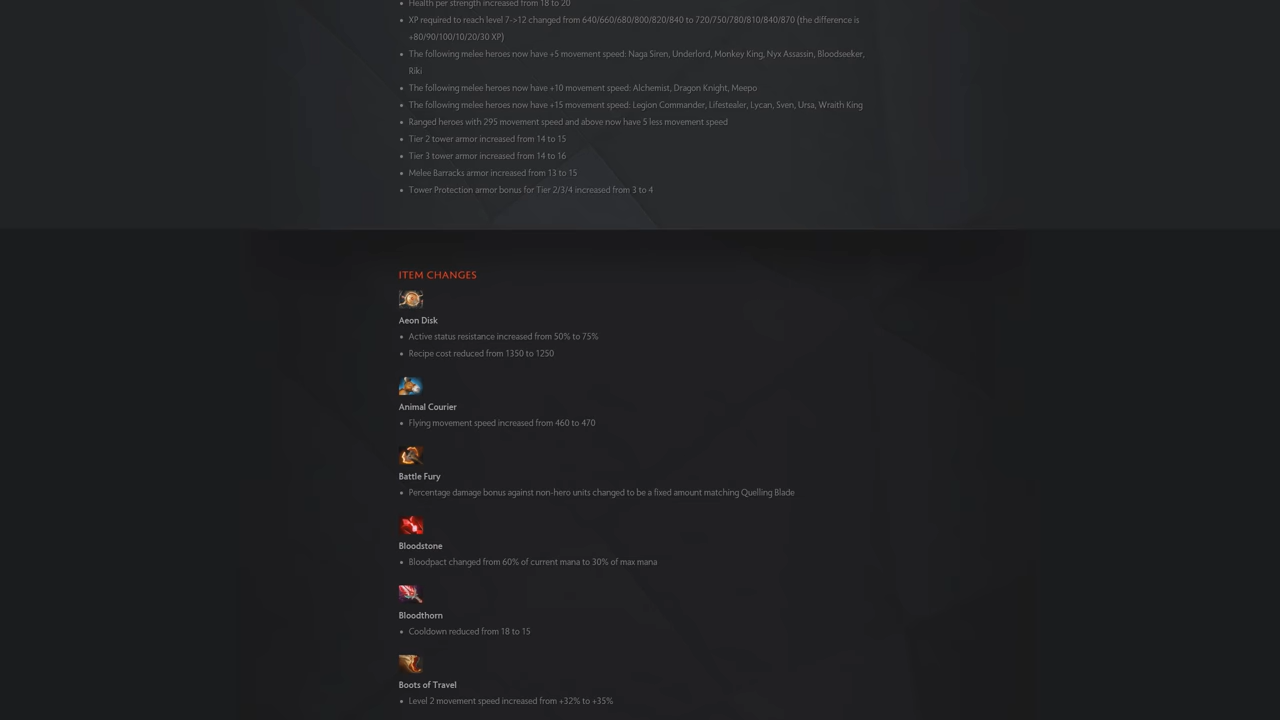 Health per strength increased from 18 to 20
XP required to reach level 7->12 changed from 640/660/680/800/820/840 to 720/750/780/810/840/870 (the difference is
+80/90/100/10/20/30 XP)
The following melee heroes now have +5 movement speed: Naga Siren, Underlord, Monkey King, Nyx Assassin, Bloodseeker,
Riki
The following melee heroes now have +10 movement speed: Alchemist, Dragon Knight, Meepo
The following melee heroes now have +15 movement speed: Legion Commander, Lifestealer, Lycan, Sven, Ursa, Wraith King
Ranged heroes with 295 movement speed and above now have 5 less movement speed
Tier 2 tower armor increased from 14 to 15
Tier 3 tower armor increased from 14 to 16
Melee Barracks armor increased from 13 to 15
Tower Protection armor bonus for Tier 2/3/4 increased from 3 to 4
ITEM CHANGES
Aeon Disk
Active status resistance increased from 50% to 75%
Recipe cost reduced from 1350 to 1250
Animal Courier
Flying movement speed increased from 460 to 470
Battle Fury
Percentage damage bonus against non-hero units changed to be a fixed amount matching Quelling Blade
Bloodstone
Bloodpact changed from 60% of current mana to 30% of max mana
Bloodthorn
Cooldown reduced from 18 to 15
Boots of Travel
Level 2 movement speed increased from +32% to +35%